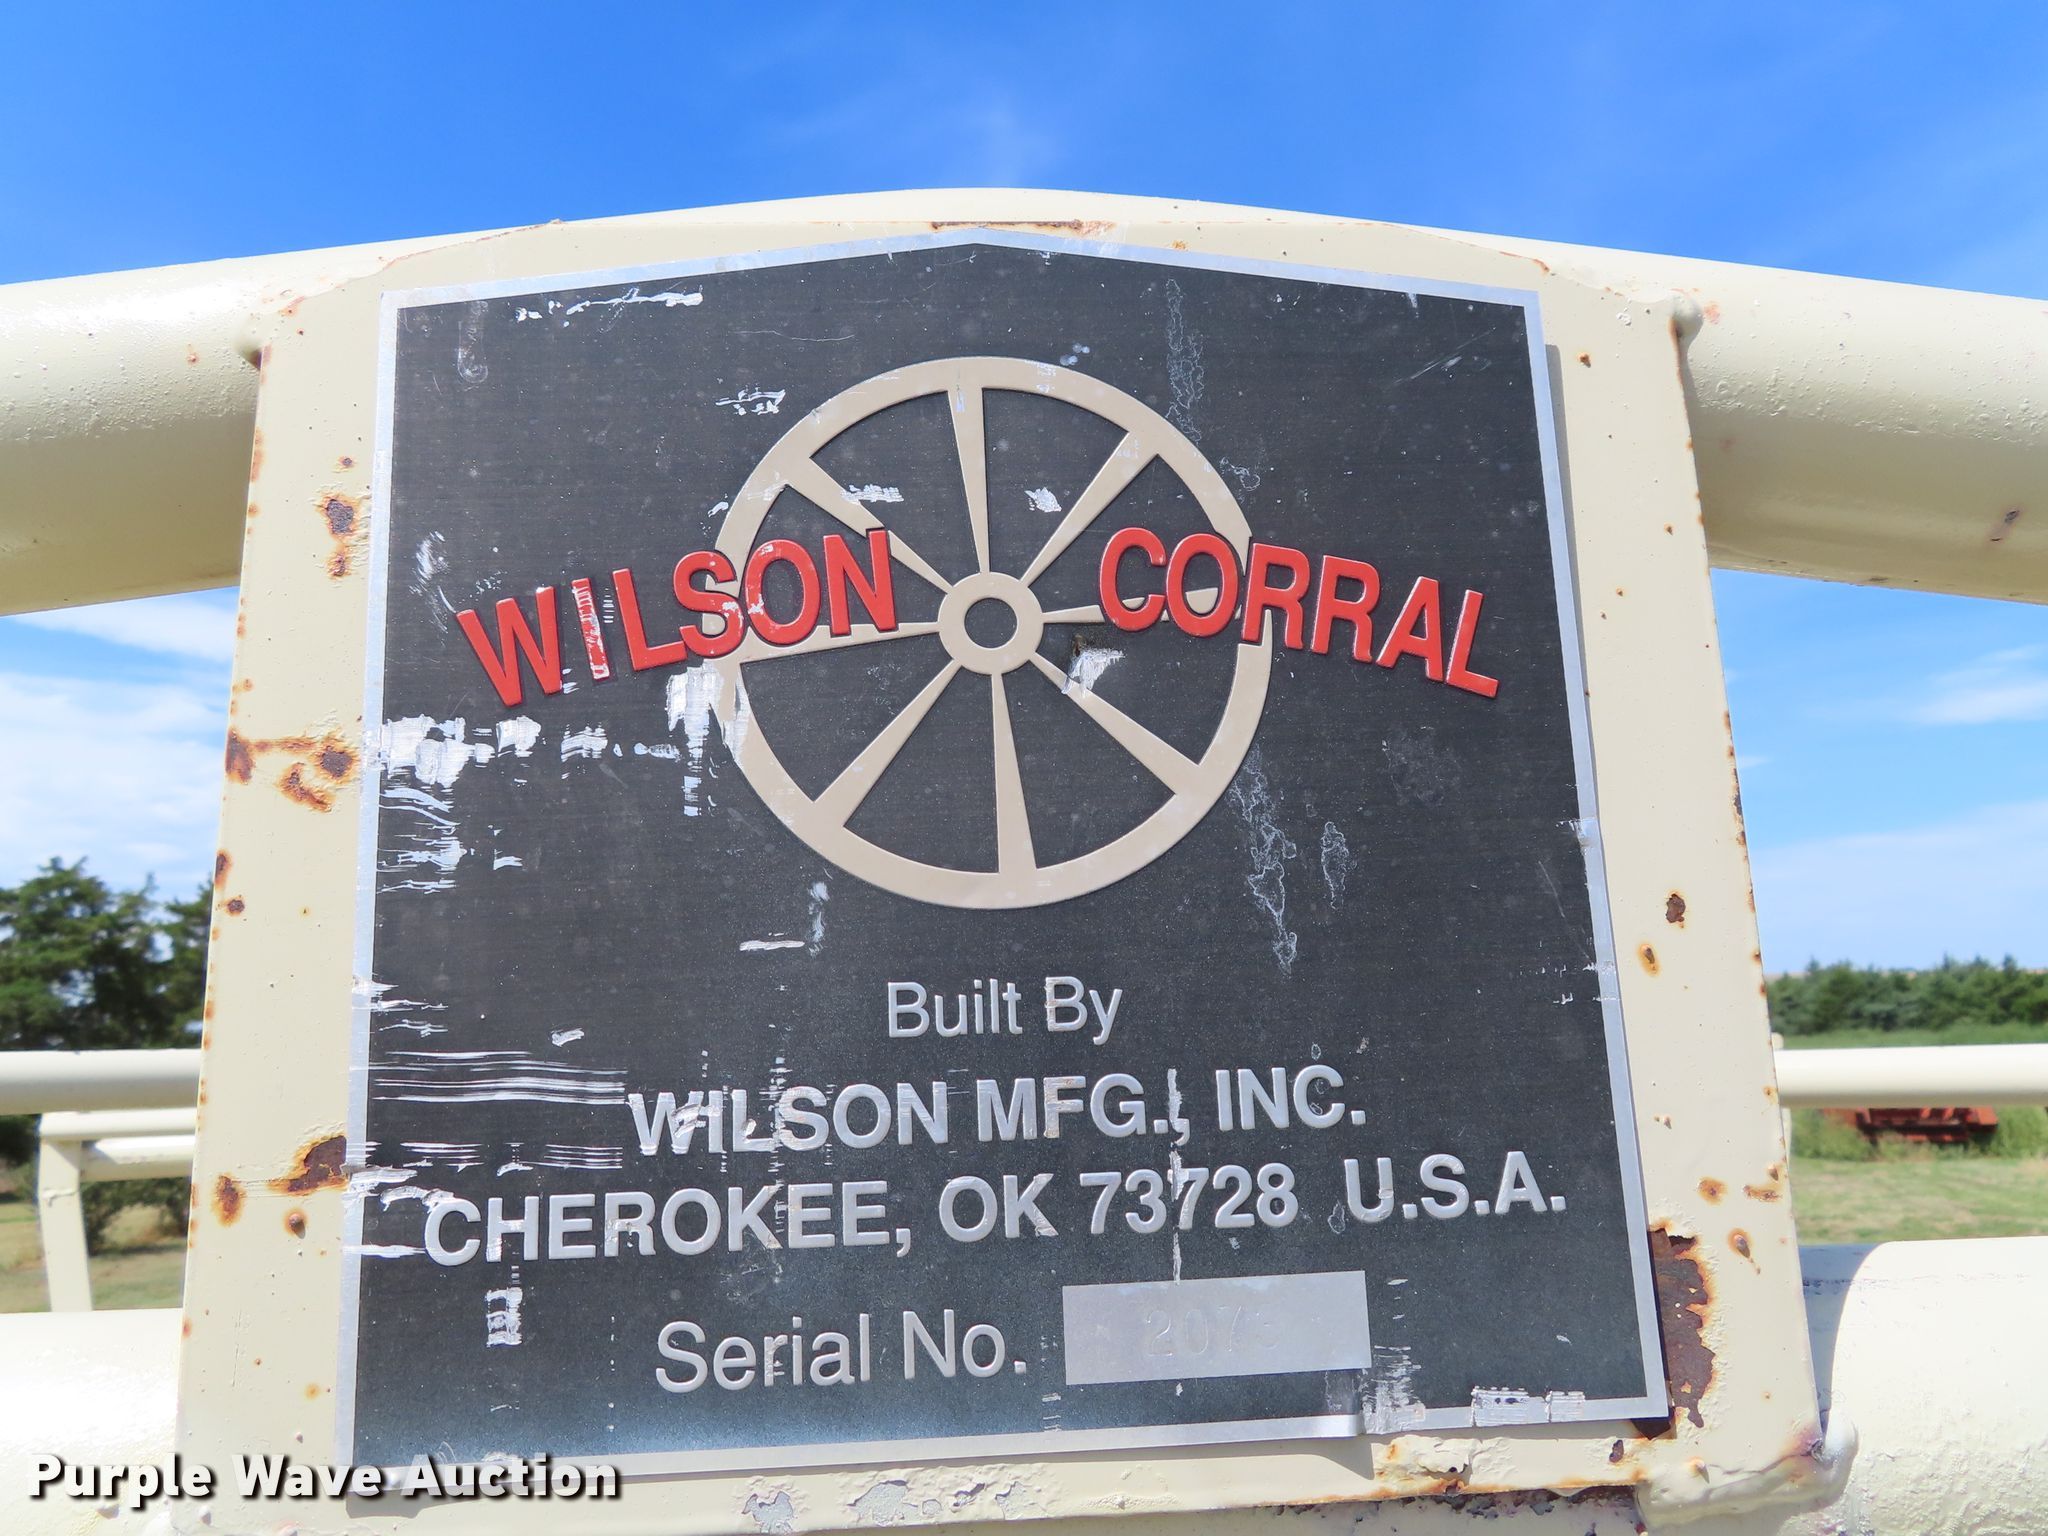 WILSON CORRAL
Built By
WILSON MFG., INC.
CHEROKEE, OK 73728 U.S.A.
Serial No.
Purple Wave Auction